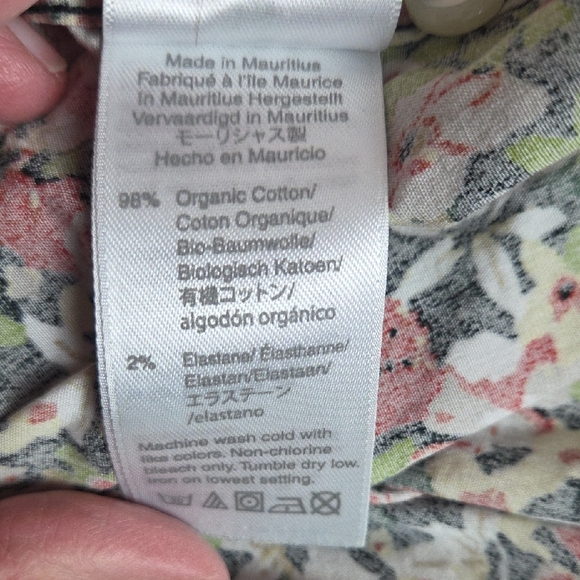 Made in Mauritius
Fabriqué à l'Ile Maurice
in Mauritius Hergestellt
Vervaardigd in Mauritius
モーリシャス製
Hecho en Mauricio
98% Organic Cotton/
Coton Organique/
Bio-Baumwolle/
Biologisch Katoen/
有機コットン/
algodón orgánico
2% Elastane/ Élasthanne/
Elastan/Elastaan/
エラステーン
/elastano
Machine wash cold with
like colors. Non-chlorine
bleach only. Tumble dry low.
Iron on lowest setting.